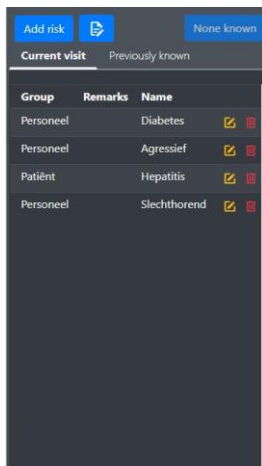 Add risk None known
Current visit Previously known
Group Remarks Name
Personeel Diabetes
Personeel Agressief
Patiënt Hepatitis
Personeel Slechthorend